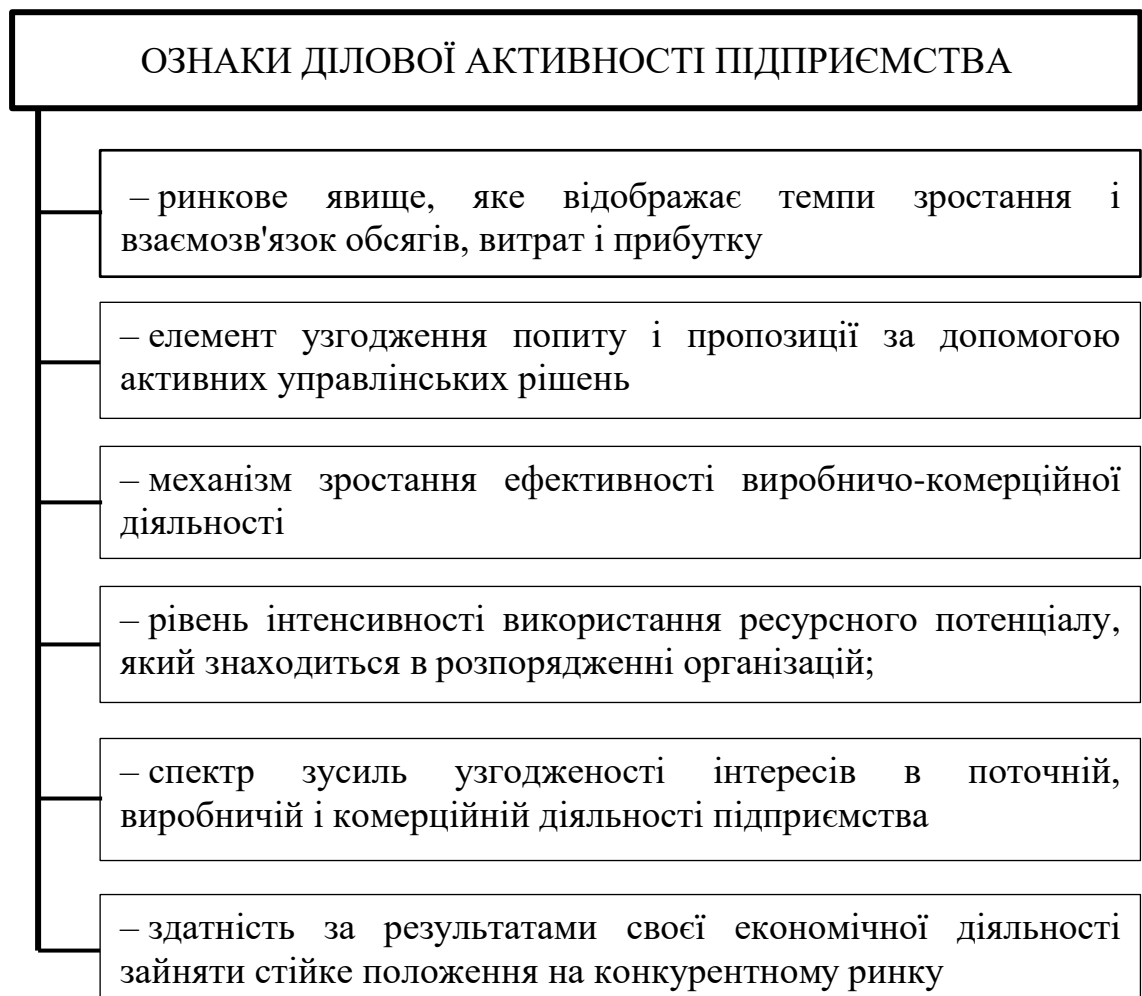 ОЗНАКИ ДІЛОВОЇ АКТИВНОСТІ ПІДПРИЄМСТВА
– ринкове явище, яке відображає темпи зростання і
взаємозв'язок обсягів, витрат і прибутку
– елемент узгодження попиту і пропозиції за допомогою
активних управлінських рішень
– механізм зростання ефективності виробничо-комерційної
діяльності
– рівень інтенсивності використання ресурсного потенціалу,
який знаходиться в розпорядженні організацій;
– спектр зусиль узгодженості інтересів в поточній,
виробничій і комерційній діяльності підприємства
– здатність за результатами своєї економічної діяльності
зайняти стійке положення на конкурентному ринку